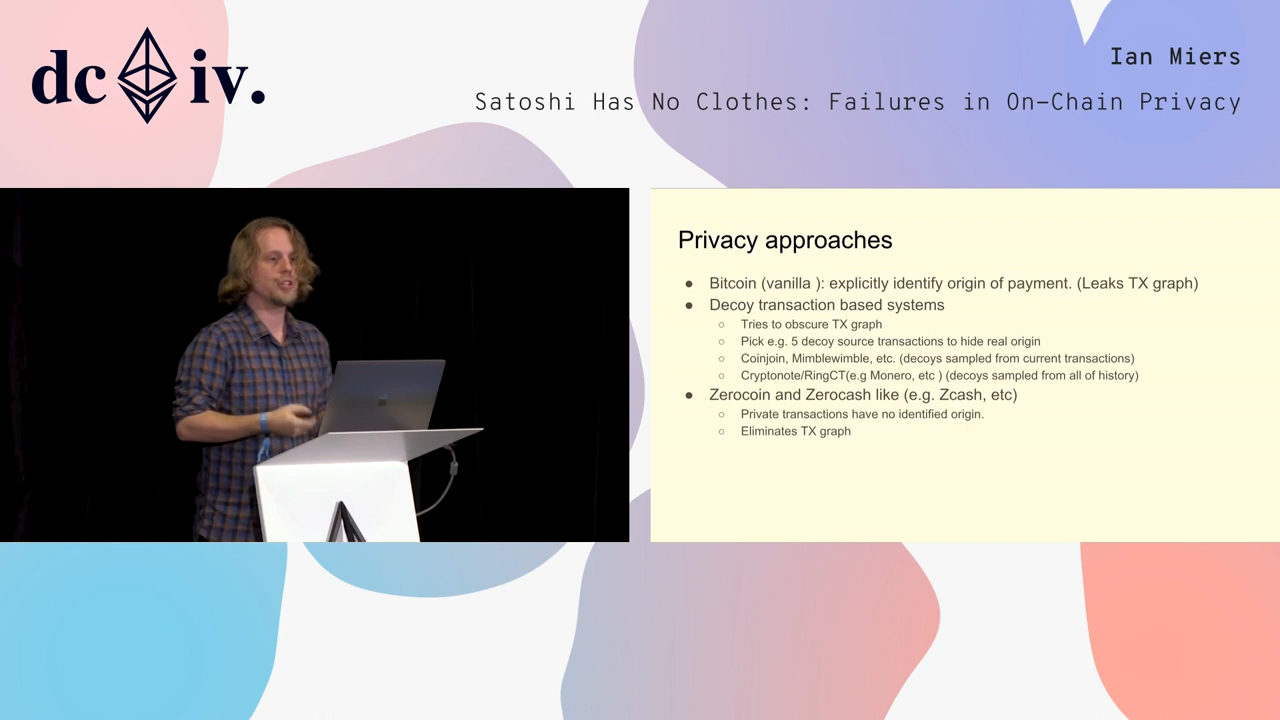 dc iv.
Ian Miers
Satoshi Has No Clothes: Failures in On-Chain Privacy
Privacy approaches
● Bitcoin (vanilla ): explicitly identify origin of payment. (Leaks TX graph)
● Decoy transaction based systems
○ Tries to obscure TX graph
○ Pick e.g. 5 decoy source transactions to hide real origin
○ Coinjoin, Mimblewimble, etc. (decoys sampled from current transactions)
○ Cryptonote/RingCT(e.g Monero, etc ) (decoys sampled from all of history)
● Zerocoin and Zerocash like (e.g. Zcash, etc)
○ Private transactions have no identified origin.
○ Eliminates TX graph